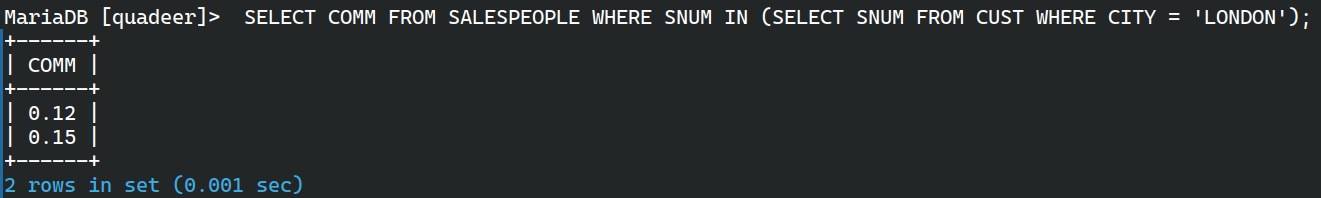 MariaDB [quadeer]>  SELECT COMM FROM SALESPEOPLE WHERE SNUM IN (SELECT SNUM FROM CUST WHERE CITY = 'LONDON');
+------+
| COMM |
+------+
| 0.12 |
| 0.15 |
+------+
2 rows in set (0.001 sec)